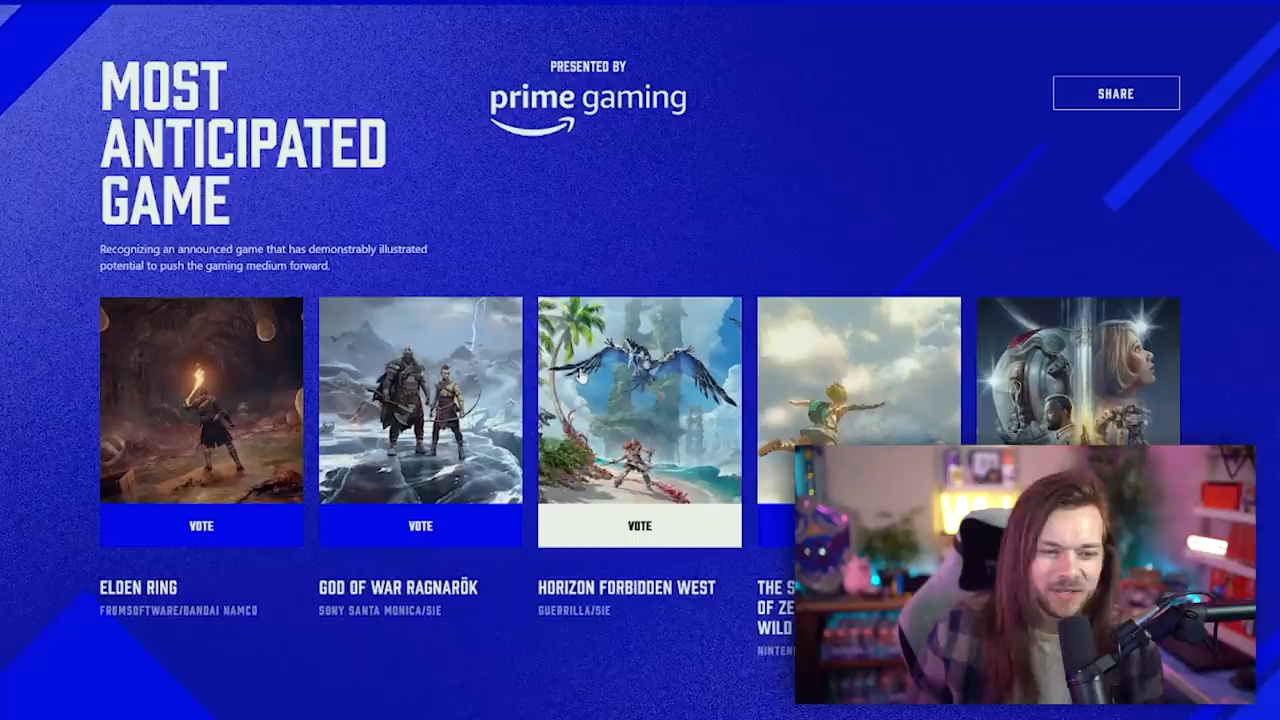 MOST
ANTICIPATED
GAME
PRESENTED BY
prime gaming
SHARE
Recognizing an announced game that has demonstrably illustrated
potential to push the gaming medium forward.
VOTE
VOTE
VOTE
ELDEN RING
FROMSOFTWARE/BANDAI NAMCO
GOD OF WAR RAGNARÖK
SONY SANTA MONICA/SIE
HORIZON FORBIDDEN WEST
GUERRILLA/SIE
THE S
OF ZE
WILD
NINTEN